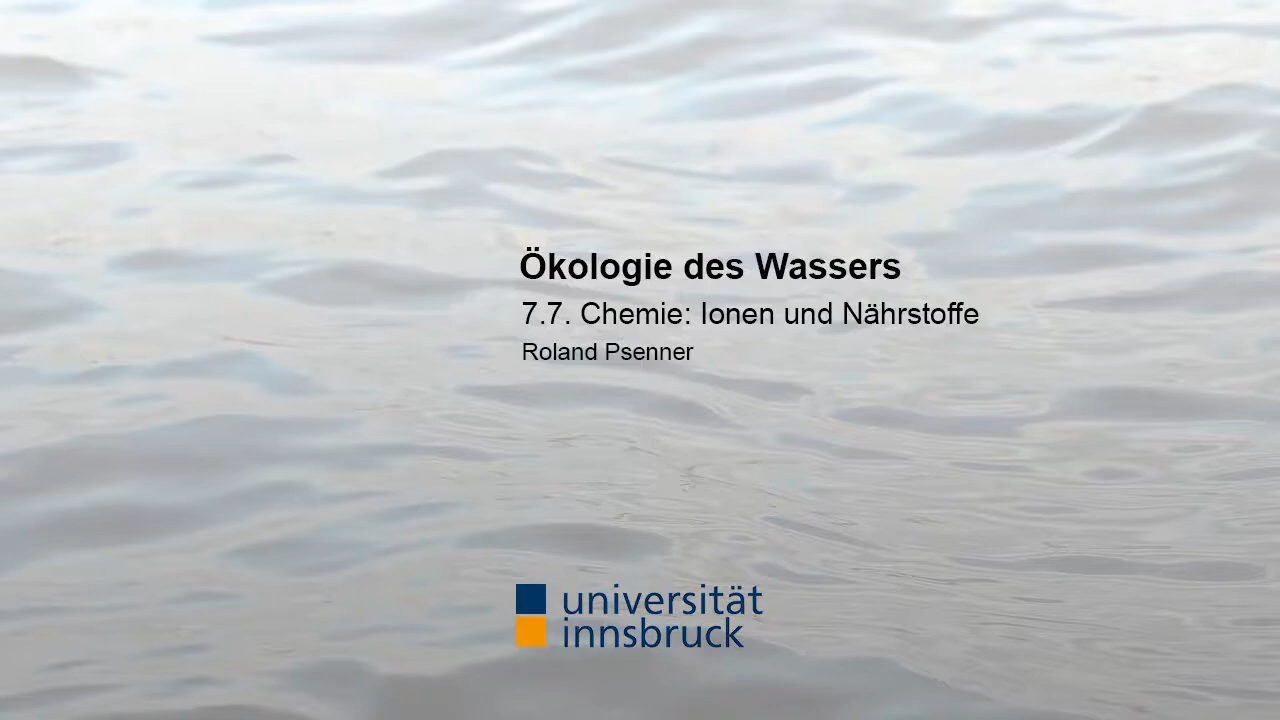 Ökologie des Wassers
7.7. Chemie: Ionen und Nährstoffe
Roland Psenner
universität
innsbruck